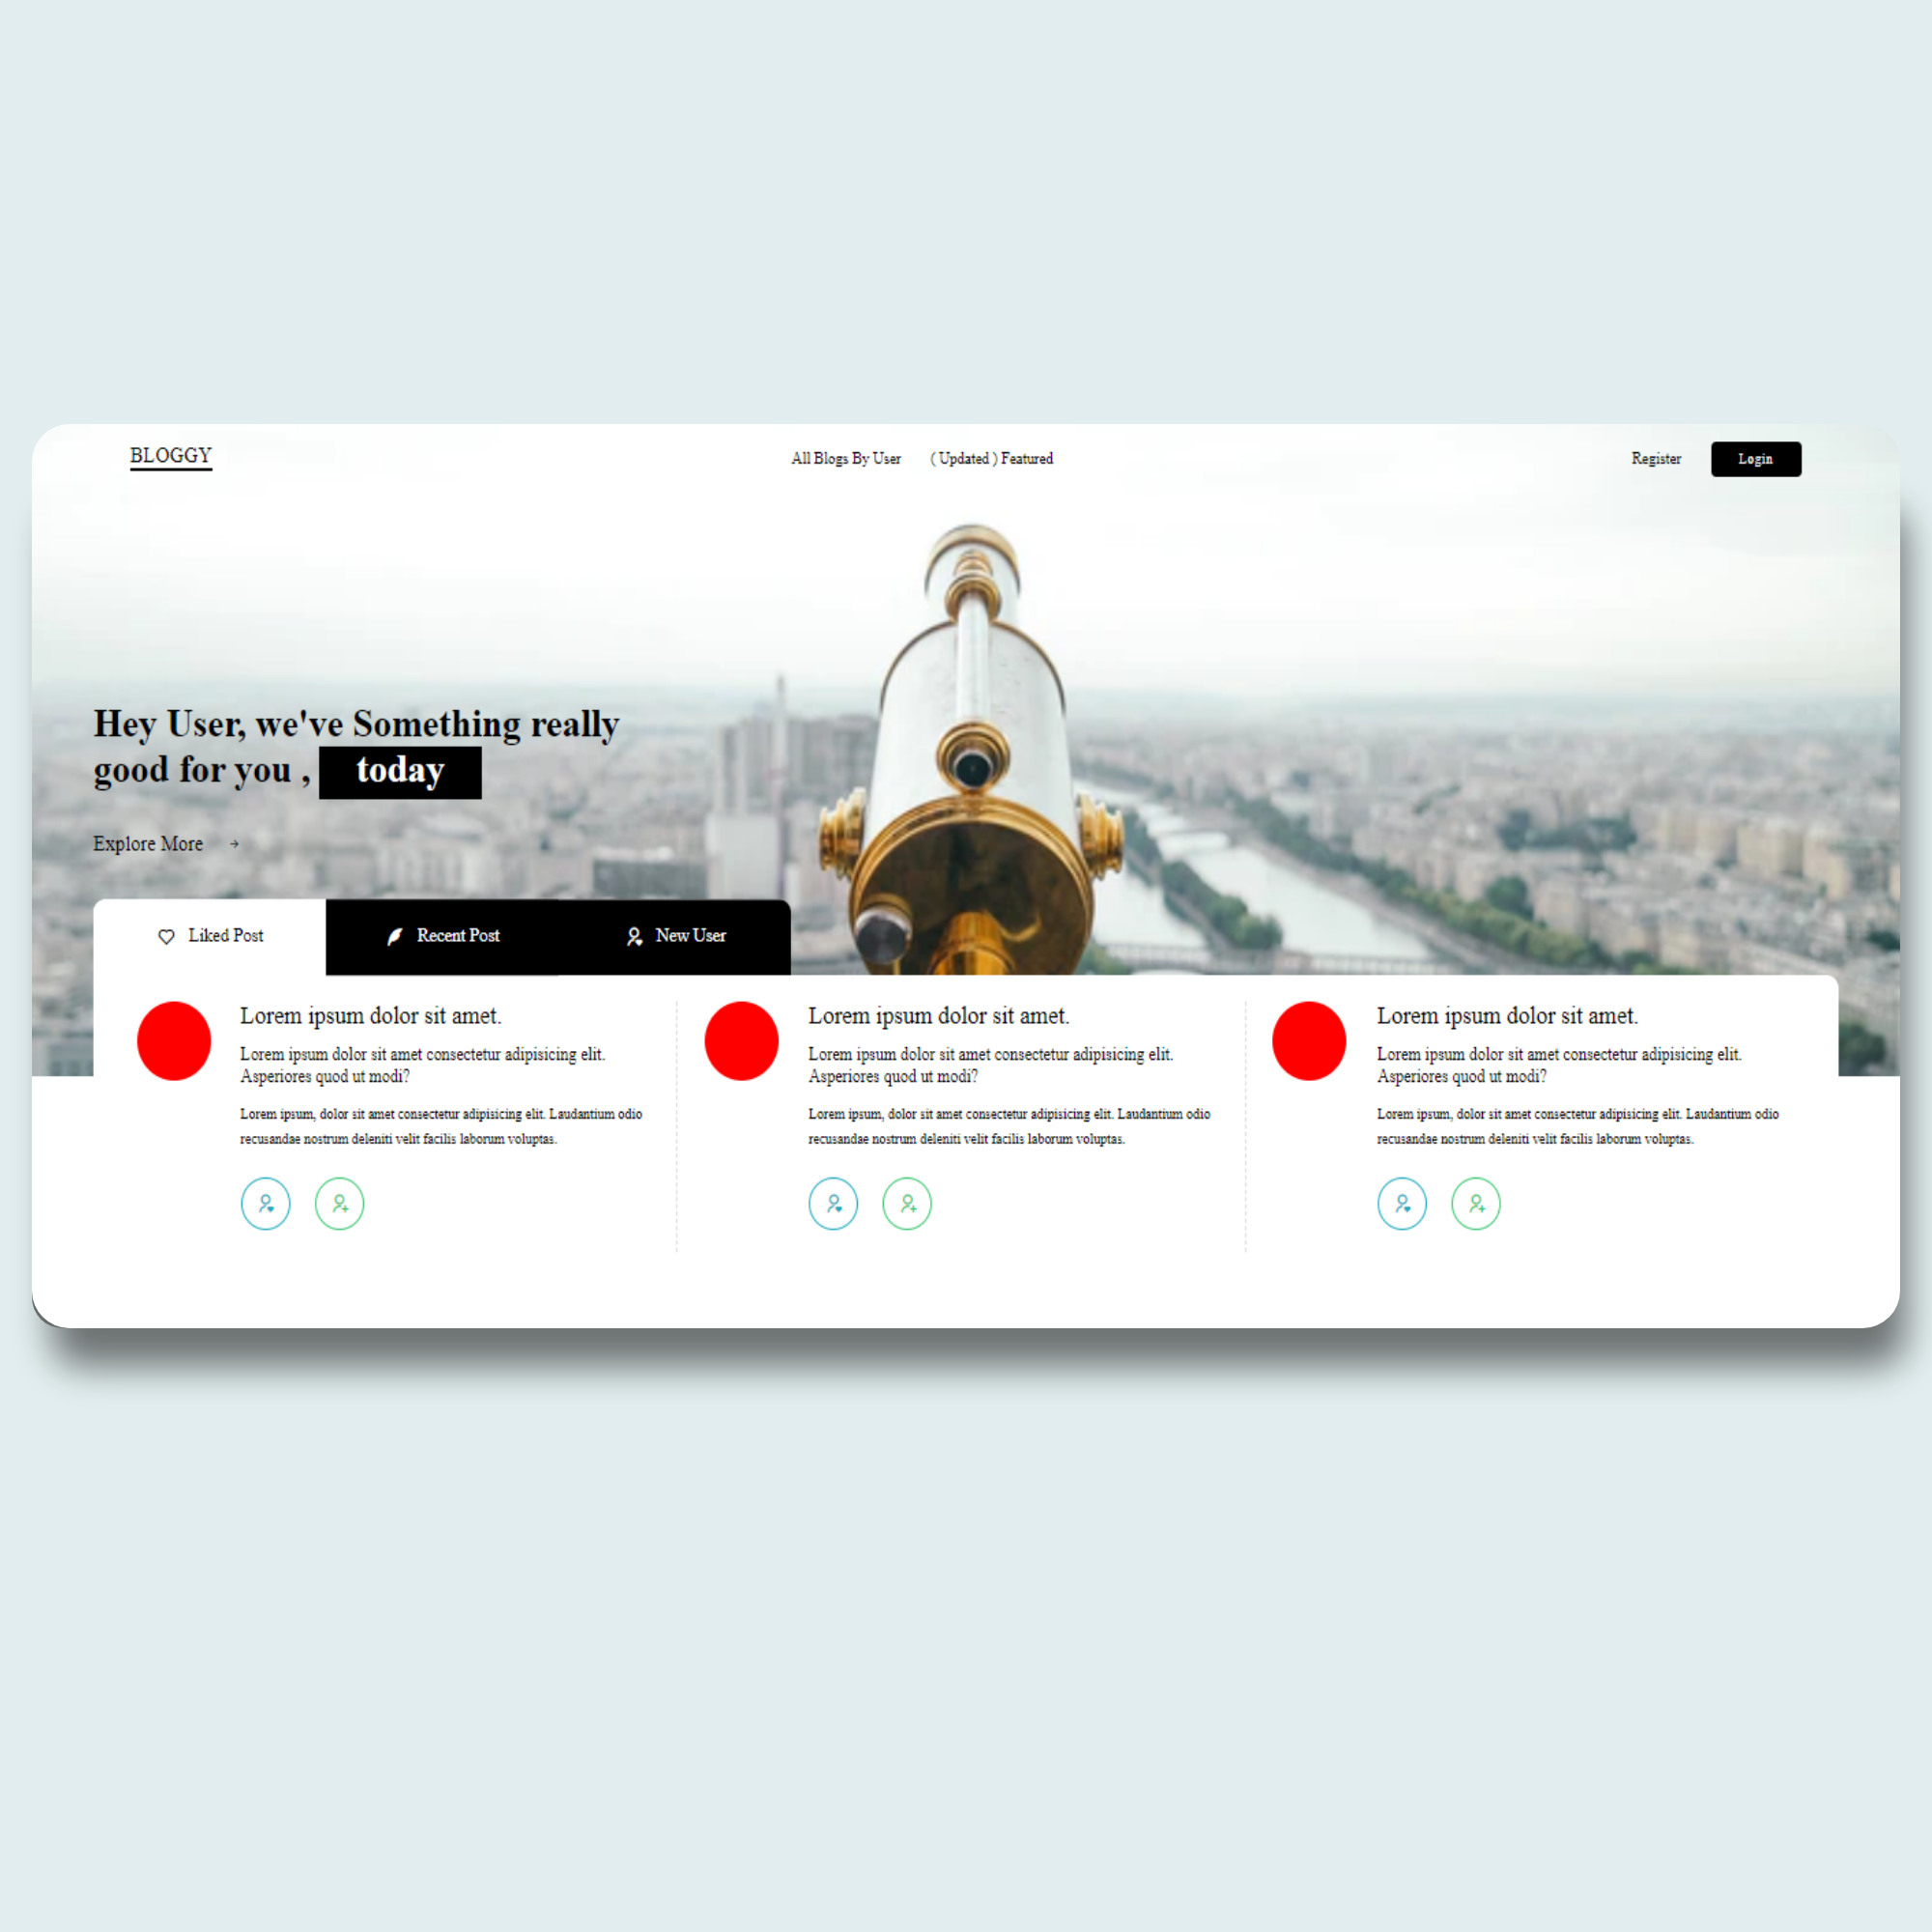 BLOGGY
All Blogs By User
( Updated ) Featured
Register
Login
Hey User, we've Something really
good for you , today
Explore More →
Liked Post
Recent Post
New User
Lorem ipsum dolor sit amet.
Lorem ipsum dolor sit amet consectetur adipisicing elit.
Asperiores quod ut modi?
Lorem ipsum, dolor sit amet consectetur adipisicing elit. Laudantium odio
recusandae nostrum deleniti velit facilis laborum voluptas.
Lorem ipsum dolor sit amet.
Lorem ipsum dolor sit amet consectetur adipisicing elit.
Asperiores quod ut modi?
Lorem ipsum, dolor sit amet consectetur adipisicing elit. Laudantium odio
recusandae nostrum deleniti velit facilis laborum voluptas.
Lorem ipsum dolor sit amet.
Lorem ipsum dolor sit amet consectetur adipisicing elit.
Asperiores quod ut modi?
Lorem ipsum, dolor sit amet consectetur adipisicing elit. Laudantium odio
recusandae nostrum deleniti velit facilis laborum voluptas.